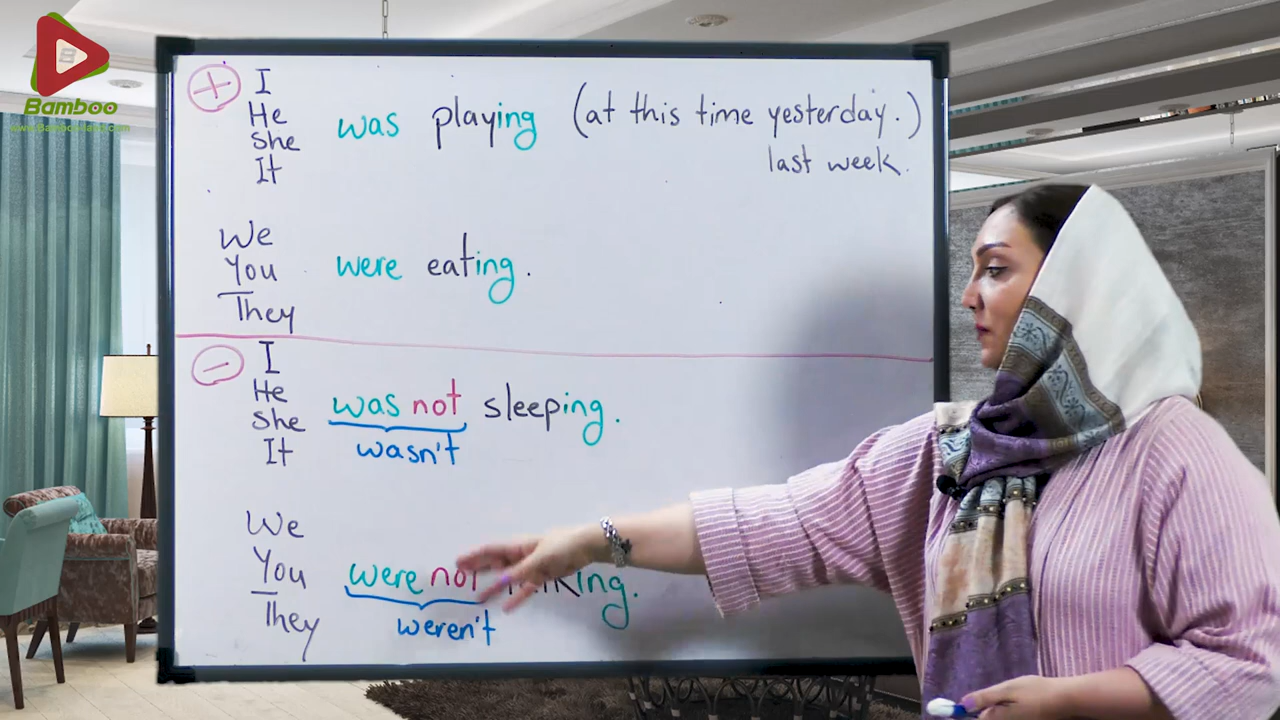 Bamboo
+ I
He
She
It
was playing (at this time yesterday.)
last week.
We
You
They
were eating.
- I
He
She
It
was not sleeping.
wasn't
We
You
They
were not
weren't